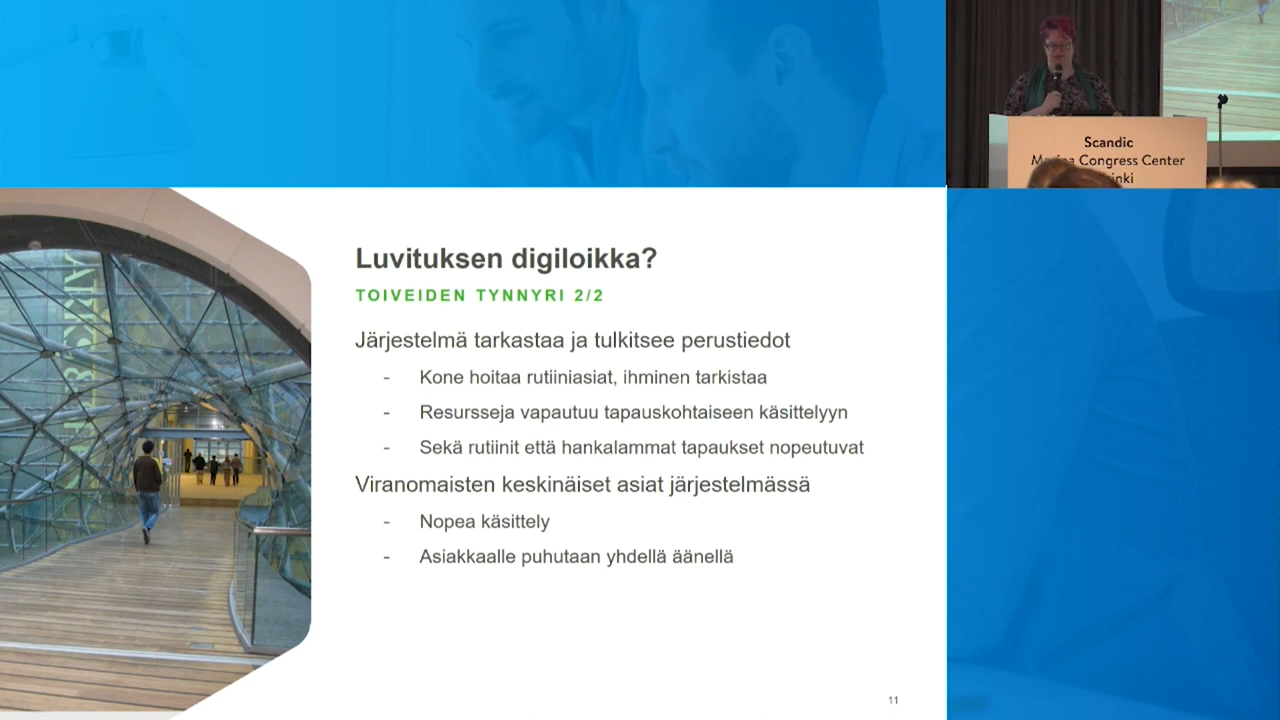 Scandic
Congress Center
Luvituksen digiloikka?
TOIVEIDEN TYNNYRI 2/2
Järjestelmä tarkastaa ja tulkitsee perustiedot
- Kone hoitaa rutiiniasiat, ihminen tarkistaa
- Resursseja vapautuu tapauskohtaiseen käsittelyyn
- Sekä rutiinit että hankalammat tapaukset nopeutuvat
Viranomaisten keskinäiset asiat järjestelmässä
- Nopea käsittely
- Asiakkaalle puhutaan yhdellä äänellä
11